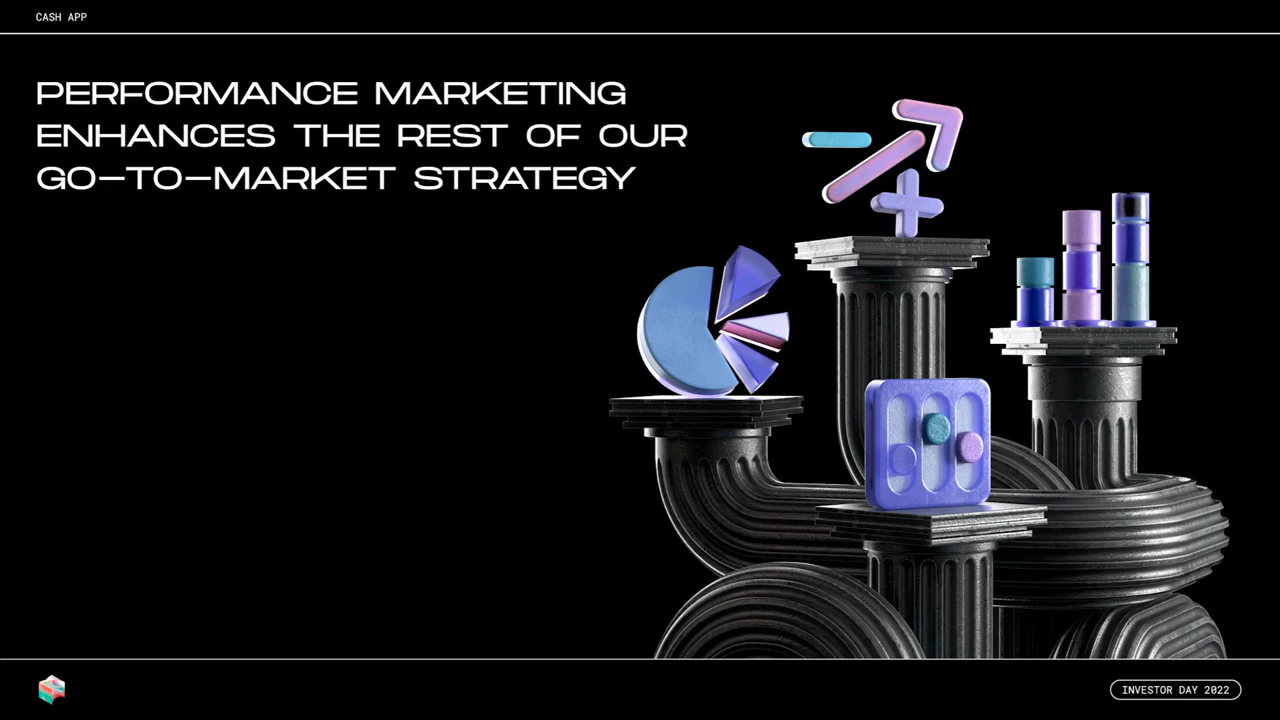 CASH APP
PERFORMANCE MARKETING
ENHANCES THE REST OF OUR
GO—TO—MARKET STRATEGY
INVESTOR DAY 2022